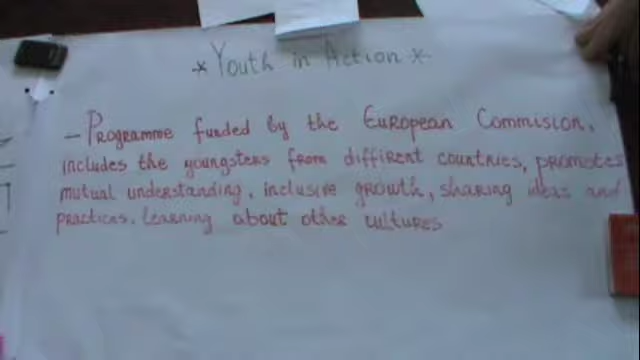 * Youth in Action *
- Programme funded by the European Commision,
includes the youngsters from diffirent countries, promotes
mutual understanding, inclusive growth, sharing ideas and
practices, learning about other cultures